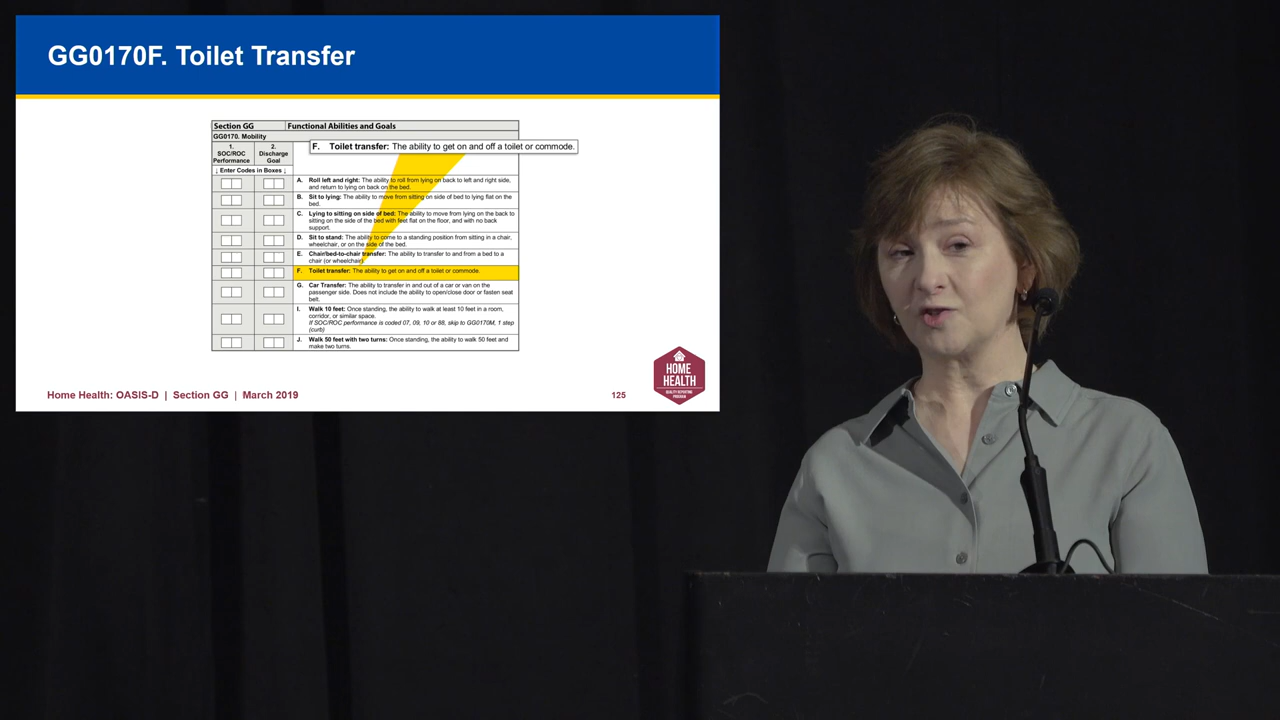 GG0170F. Toilet Transfer
Section GG Functional Abilities and Goals
GG0170. Mobility
1.
SOC/ROC
Performance
2.
Discharge
Goal
↓ Enter Codes in Boxes ↓
F. Toilet transfer: The ability to get on and off a toilet or commode.
A. Roll left and right: The ability to roll from lying on back to left and right side,
and return to lying on back on the bed.
B. Sit to lying: The ability to move from sitting on side of bed to lying flat on the
bed.
C. Lying to sitting on side of bed: The ability to move from lying on the back to
sitting on the side of the bed with feet flat on the floor, and with no back
support.
D. Sit to stand: The ability to come to a standing position from sitting in a chair,
wheelchair, or on the side of the bed.
E. Chair/bed-to-chair transfer: The ability to transfer to and from a bed to a
chair (or wheelchair).
F. Toilet transfer: The ability to get on and off a toilet or commode.
G. Car Transfer: The ability to transfer in and out of a car or van on the
passenger side. Does not include the ability to open/close door or fasten seat
belt.
I. Walk 10 feet: Once standing, the ability to walk at least 10 feet in a room,
corridor, or similar space.
If SOC/ROC performance is coded 07, 09, 10 or 88, skip to GG0170M, 1 step
(curb)
J. Walk 50 feet with two turns: Once standing, the ability to walk 50 feet and
make two turns.
Home Health: OASIS-D | Section GG | March 2019
125
HOME
HEALTH
QUALITY REPORTING
PROGRAM